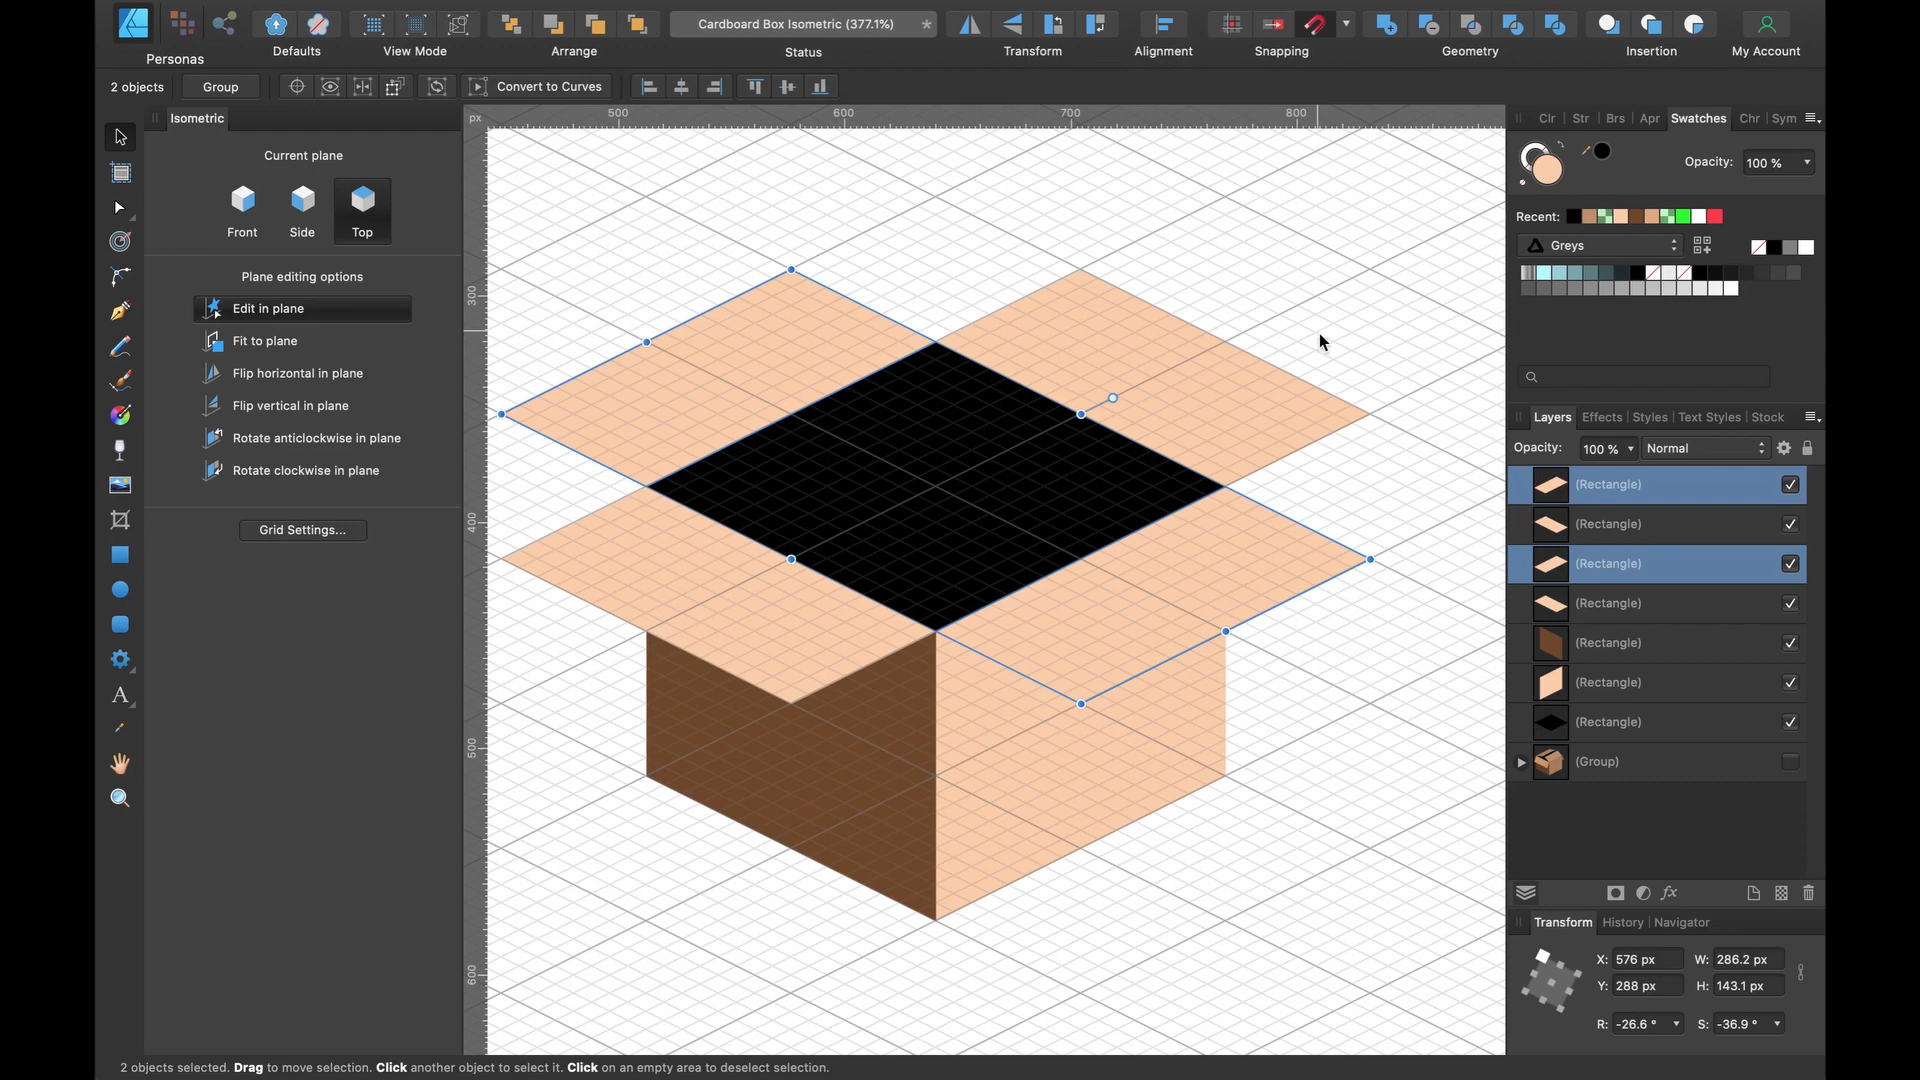 Cardboard Box Isometric (377.1%)
*
Personas
Defaults
View Mode
Arrange
Status
Transform
Alignment
Snapping
Geometry
Insertion
My Account
2 objects
Group
Convert to Curves
Isometric
px
500
600
700
800
Clr
Str
Brs
Apr
Swatches
Chr
Sym
Current plane
Front
Side
Top
Opacity:
100 %
Recent:
Greys
Plane editing options
Edit in plane
Fit to plane
Flip horizontal in plane
Flip vertical in plane
Rotate anticlockwise in plane
Rotate clockwise in plane
Grid Settings...
300
400
500
600
Layers
Effects
Styles
Text Styles
Stock
Opacity:
100 %
Normal
(Rectangle)
(Rectangle)
(Rectangle)
(Rectangle)
(Rectangle)
(Rectangle)
(Rectangle)
(Group)
Transform
History
Navigator
X: 576 px
W: 286.2 px
Y: 288 px
H: 143.1 px
R: -26.6 °
S: -36.9 °
2 objects selected. Drag to move selection. Click another object to select it. Click on an empty area to deselect selection.